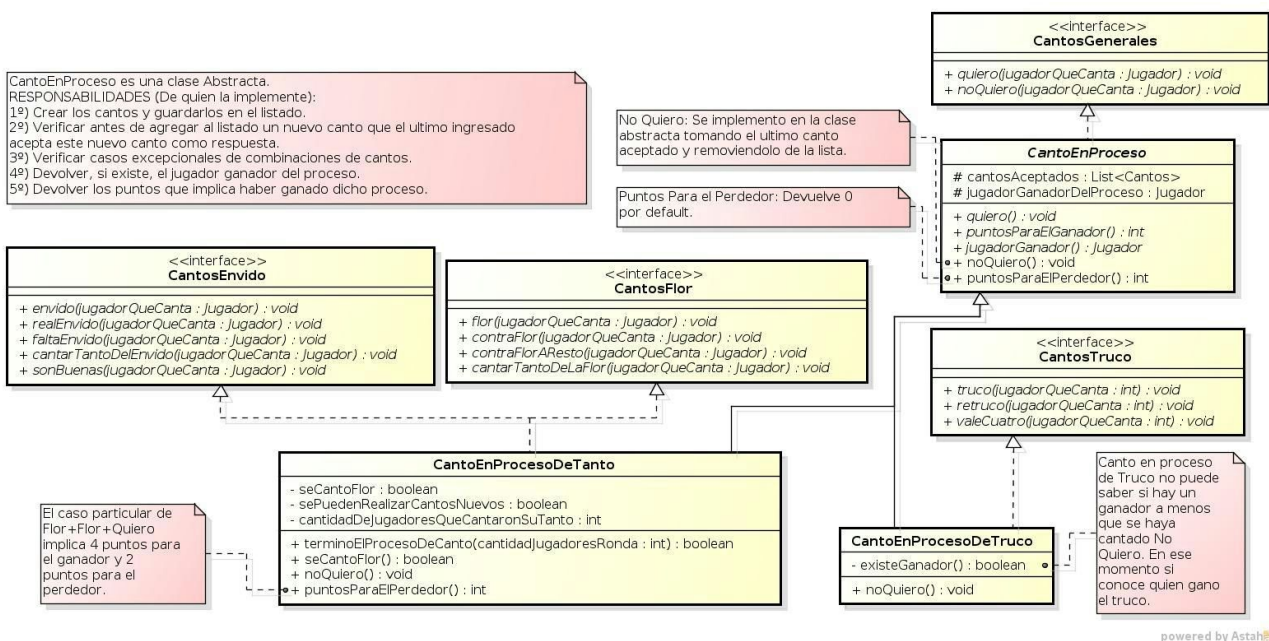 <<interface>>
CantosGenerales
+ quiero(jugadorQueCanta : Jugador) : void
+ noQuiero(jugadorQueCanta : Jugador) : void
CantoEnProceso es una clase Abstracta.
RESPONSABILIDADES (De quien la implemente):
1º) Crear los cantos y guardarlos en el listado.
2º) Verificar antes de agregar al listado un nuevo canto que el ultimo ingresado
acepta este nuevo canto como respuesta.
3º) Verificar casos excepcionales de combinaciones de cantos.
4º) Devolver, si existe, el jugador ganador del proceso.
5º) Devolver los puntos que implica haber ganado dicho proceso.
No Quiero: Se implemento en la clase
abstracta tomando el ultimo canto
aceptado y removiendolo de la lista.
Puntos Para el Perdedor: Devuelve 0
por default.
CantoEnProceso
# cantosAceptados : List<Cantos>
# jugadorGanadorDelProceso : Jugador
+ quiero() : void
+ puntosParaElGanador() : int
+ jugadorGanador() : Jugador
+ noQuiero() : void
+ puntosParaElPerdedor() : int
<<interface>>
CantosEnvido
+ envido(jugadorQueCanta : Jugador) : void
+ realEnvido(jugadorQueCanta : Jugador) : void
+ faltaEnvido(jugadorQueCanta : Jugador) : void
+ cantarTantoDelEnvido(jugadorQueCanta : Jugador) : void
+ sonBuenas(jugadorQueCanta : Jugador) : void
<<interface>>
CantosFlor
+ flor(jugadorQueCanta : Jugador) : void
+ contraFlor(jugadorQueCanta : Jugador) : void
+ contraFlorAResto(jugadorQueCanta : Jugador) : void
+ cantarTantoDeLaFlor(jugadorQueCanta : Jugador) : void
<<interface>>
CantosTruco
+ truco(jugadorQueCanta : int) : void
+ retruco(jugadorQueCanta : int) : void
+ valeCuatro(jugadorQueCanta : int) : void
CantoEnProcesoDeTanto
- seCantoFlor : boolean
- sePuedenRealizarCantosNuevos : boolean
- cantidadDeJugadoresQueCantaronSuTanto : int
+ terminoElProcesoDeCanto(cantidadJugadoresRonda : int) : boolean
+ seCantoFlor() : boolean
+ noQuiero() : void
+ puntosParaElPerdedor() : int
El caso particular de
Flor+Flor+Quiero
implica 4 puntos para
el ganador y 2
puntos para el
perdedor.
CantoEnProcesoDeTruco
- existeGanador() : boolean
+ noQuiero() : void
Canto en proceso
de Truco no puede
saber si hay un
ganador a menos
que se haya
cantado No
Quiero. En ese
momento si
conoce quien gano
el truco.
powered by Astah